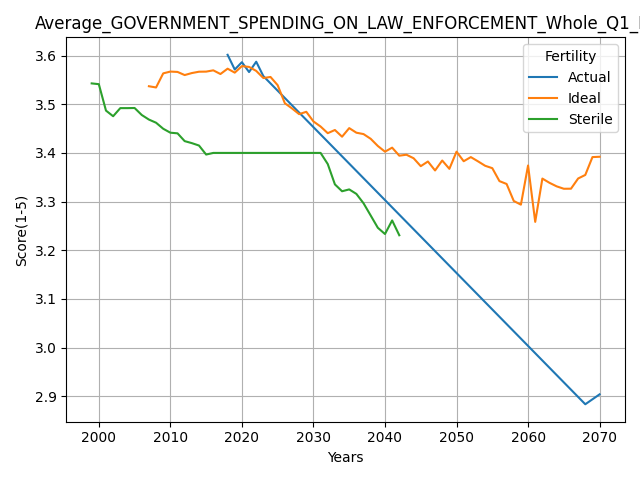 Average_GOVERNMENT_SPENDING_ON_LAW_ENFORCEMENT_Whole_Q1_
Fertility
Actual
Ideal
Sterile
3.6
3.5
3.4
3.3
3.2
3.1
3.0
2.9
Score(1-5)
2000
2010
2020
2030
2040
2050
2060
2070
Years